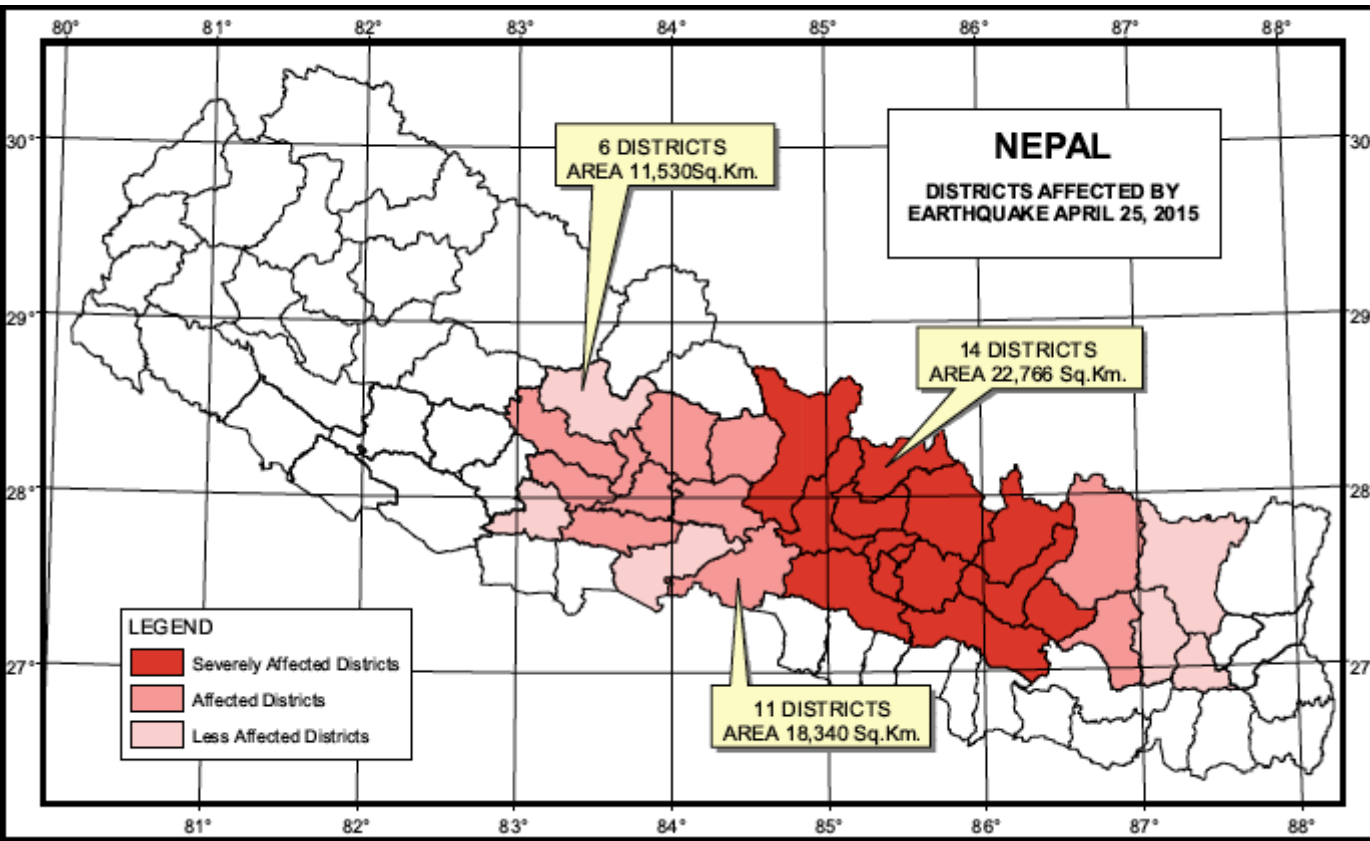 80° 81° 82° 83° 84° 85° 86° 87° 88°
NEPAL
DISTRICTS AFFECTED BY
EARTHQUAKE APRIL 25, 2015
6 DISTRICTS
AREA 11,530Sq.Km.
30° 30
29° 29
14 DISTRICTS
AREA 22,766 Sq.Km.
28° 28
LEGEND
Severely Affected Districts
Affected Districts
Less Affected Districts
27° 27
11 DISTRICTS
AREA 18,340 Sq.Km.
81° 82° 83° 84° 85° 86° 87° 88°